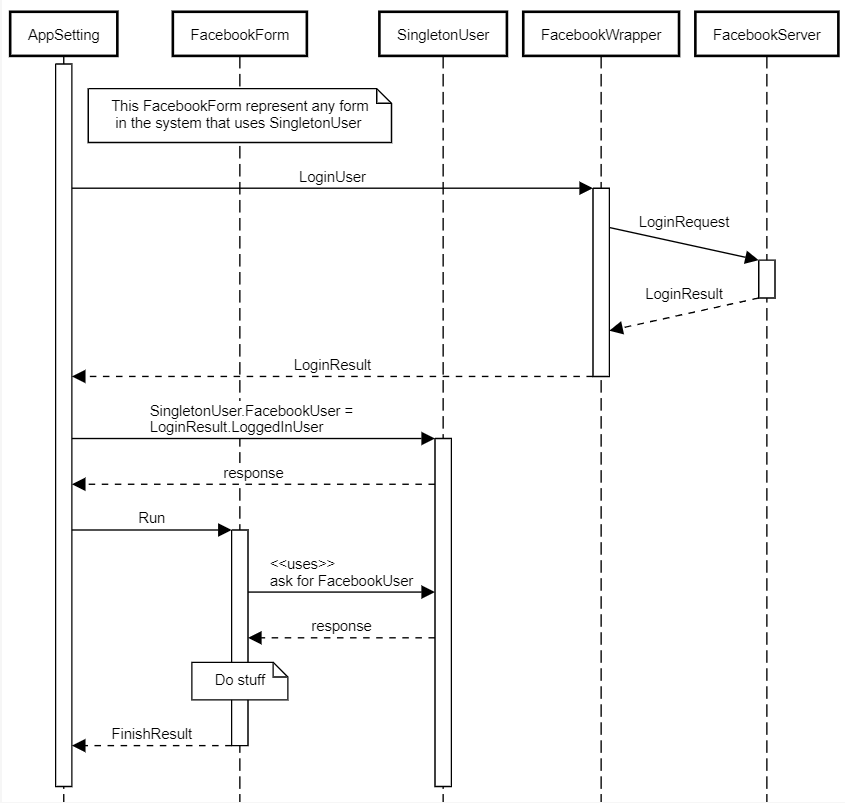 AppSetting
FacebookForm
SingletonUser
FacebookWrapper
FacebookServer
This FacebookForm represent any form
in the system that uses SingletonUser
LoginUser
LoginRequest
LoginResult
LoginResult
SingletonUser.FacebookUser =
LoginResult.LoggedInUser
response
Run
<<uses>>
ask for FacebookUser
response
Do stuff
FinishResult